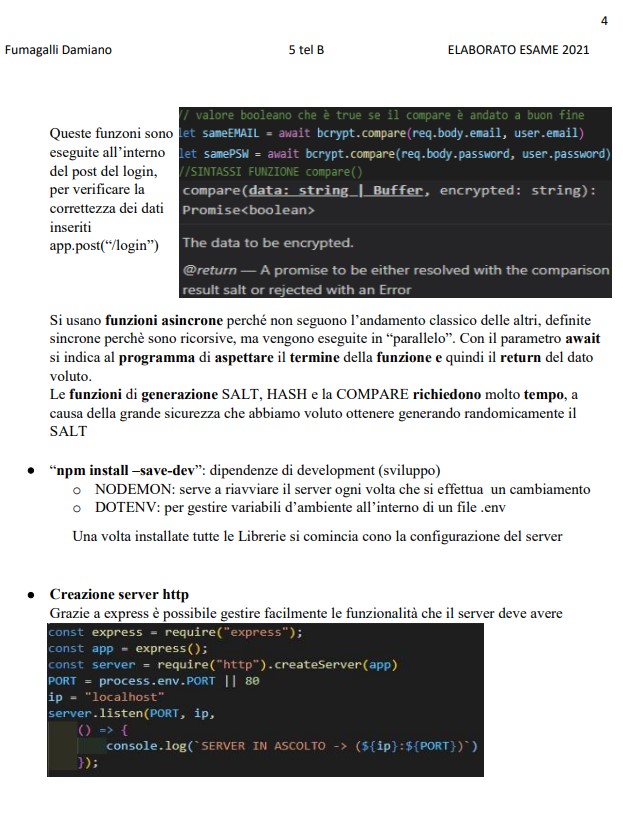 4
Fumagalli Damiano 5 tel B ELABORATO ESAME 2021
Queste funzoni sono
eseguite all’interno
del post del login,
per verificare la
correttezza dei dati
inseriti
app.post(“/login”)
// valore booleano che è true se il compare è andato a buon fine
let sameEMAIL = await bcrypt.compare(req.body.email, user.email)
let samePSW = await bcrypt.compare(req.body.password, user.password)
//SINTASSI FUNZIONE compare()
compare(data: string | Buffer, encrypted: string):
Promise<boolean>
The data to be encrypted.
@return — A promise to be either resolved with the comparison
result salt or rejected with an Error
Si usano funzioni asincrone perché non seguono l’andamento classico delle altri, definite
sincrone perchè sono ricorsive, ma vengono eseguite in “parallelo”. Con il parametro await
si indica al programma di aspettare il termine della funzione e quindi il return del dato
voluto.
Le funzioni di generazione SALT, HASH e la COMPARE richiedono molto tempo, a
causa della grande sicurezza che abbiamo voluto ottenere generando randomicamente il
SALT
● “npm install –save-dev”: dipendenze di development (sviluppo)
○ NODEMON: serve a riavviare il server ogni volta che si effettua un cambiamento
○ DOTENV: per gestire variabili d’ambiente all’interno di un file .env
Una volta installate tutte le Librerie si comincia cono la configurazione del server
● Creazione server http
Grazie a express è possibile gestire facilmente le funzionalità che il server deve avere
const express = require("express");
const app = express();
const server = require("http").createServer(app)
PORT = process.env.PORT || 80
ip = "localhost"
server.listen(PORT, ip,
() => {
console.log(`SERVER IN ASCOLTO -> (${ip}:${PORT})`)
});